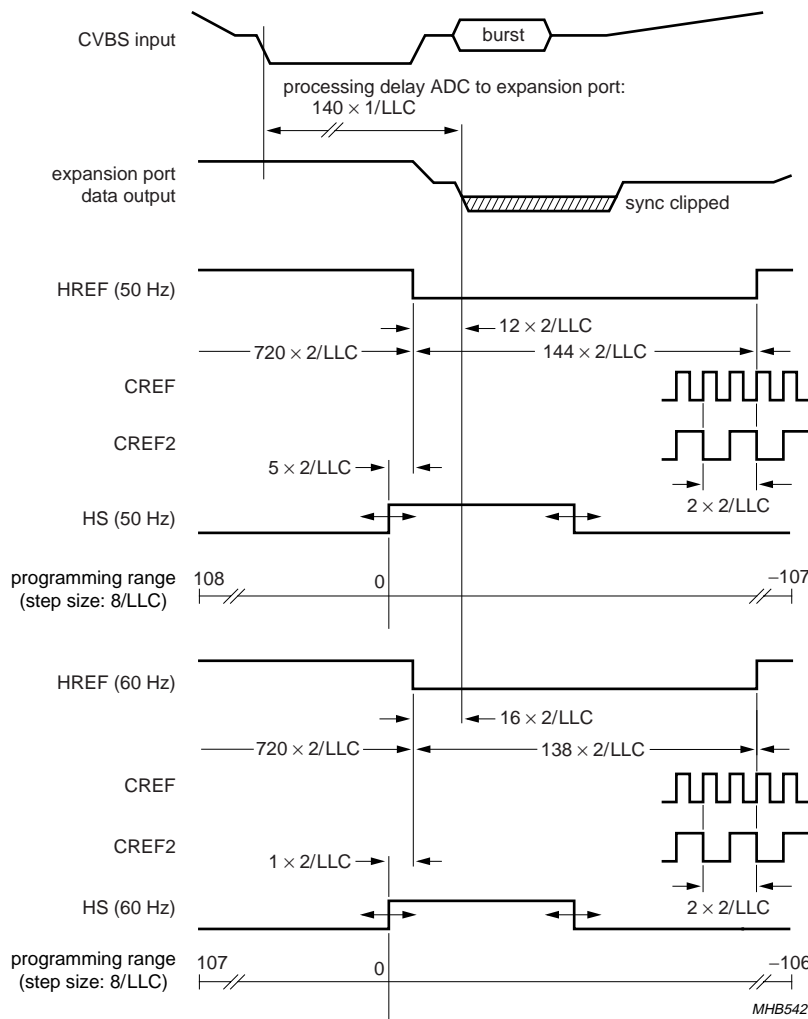 CVBS input
burst
processing delay ADC to expansion port:
140 × 1/LLC
expansion port
data output
sync clipped
HREF (50 Hz)
12 × 2/LLC
720 × 2/LLC
144 × 2/LLC
CREF
CREF2
5 × 2/LLC
2 × 2/LLC
HS (50 Hz)
programming range
(step size: 8/LLC)
108
0
−107
HREF (60 Hz)
16 × 2/LLC
720 × 2/LLC
138 × 2/LLC
CREF
CREF2
1 × 2/LLC
2 × 2/LLC
HS (60 Hz)
programming range
(step size: 8/LLC)
107
0
−106
MHB542